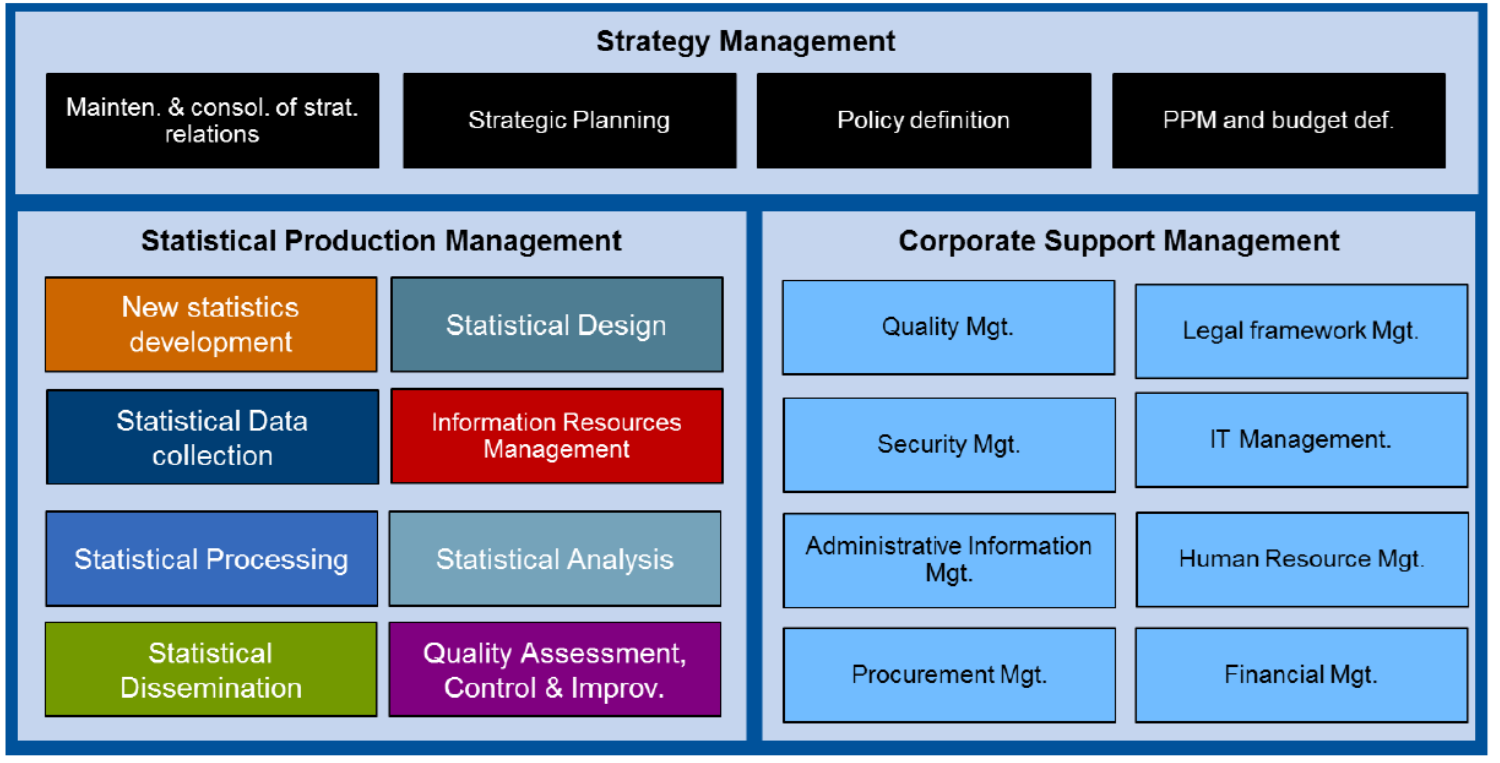 Strategy Management
Mainten. & consol. of strat.
relations
Strategic Planning
Policy definition
PPM and budget def.
Statistical Production Management
New statistics
development
Statistical Design
Statistical Data
collection
Information Resources
Management
Statistical Processing
Statistical Analysis
Statistical
Dissemination
Quality Assessment,
Control & Improv.
Corporate Support Management
Quality Mgt.
Legal framework Mgt.
Security Mgt.
IT Management.
Administrative Information
Mgt.
Human Resource Mgt.
Procurement Mgt.
Financial Mgt.